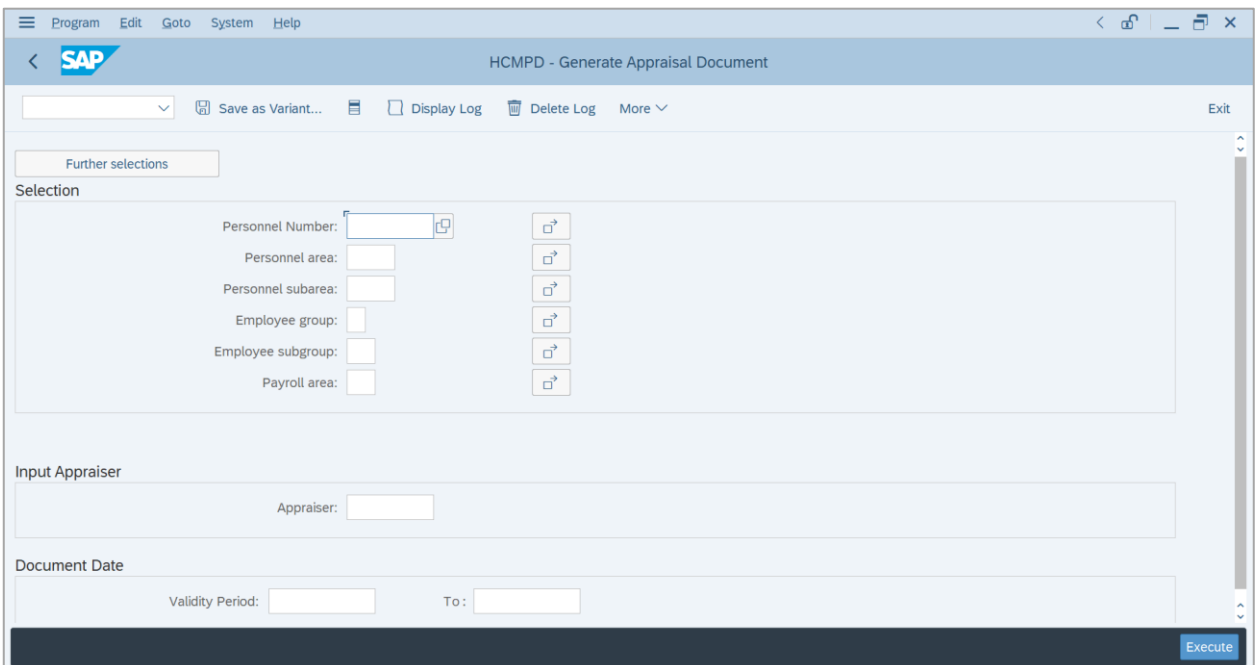 Program Edit Goto System Help
SAP HCMPD - Generate Appraisal Document
Save as Variant... Display Log Delete Log More Exit
Further selections
Selection
Personnel Number:
Personnel area:
Personnel subarea:
Employee group:
Employee subgroup:
Payroll area:
Input Appraiser
Appraiser:
Document Date
Validity Period: To:
Execute